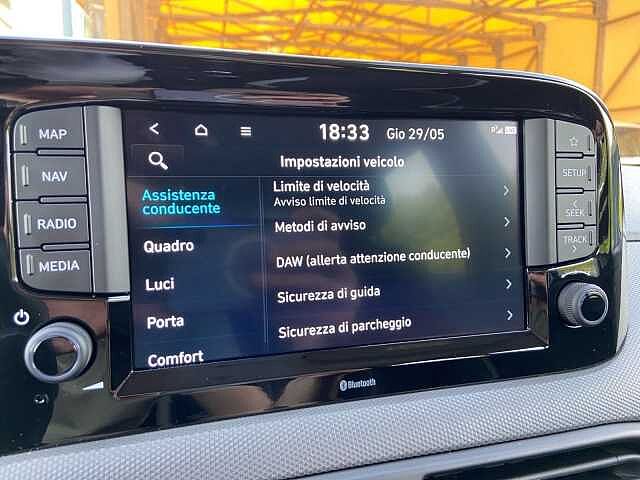 MAP
NAV
RADIO
MEDIA
18:33 Gio 29/05
Impostazioni veicolo
Assistenza
conducente
Quadro
Luci
Porta
Comfort
Limite di velocità
Avviso limite di velocità
Metodi di avviso
DAW (allerta attenzione conducente)
Sicurezza di guida
Sicurezza di parcheggio
SETUP
SEEK
TRACK
Bluetooth